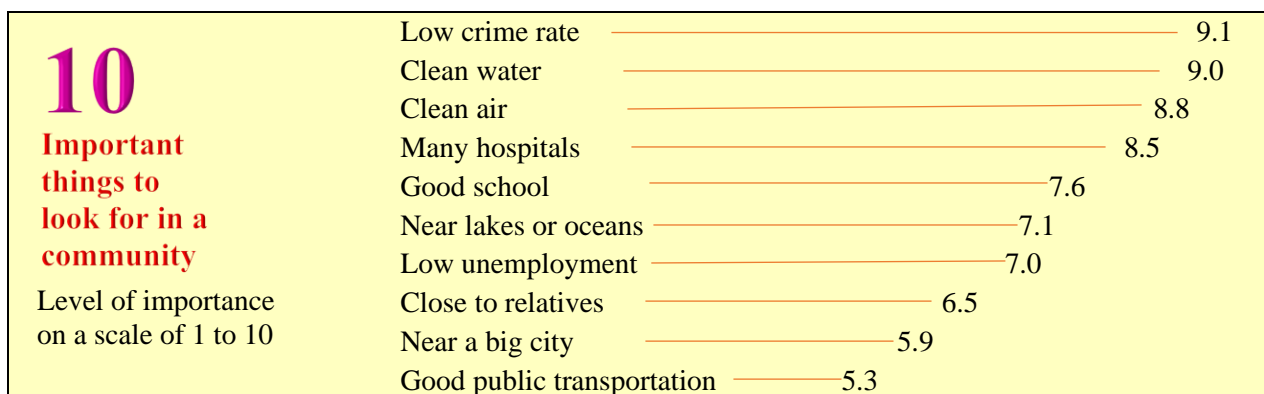 10
Important
things to
look for in a
community
Level of importance
on a scale of 1 to 10
Low crime rate 9.1
Clean water 9.0
Clean air 8.8
Many hospitals 8.5
Good school 7.6
Near lakes or oceans 7.1
Low unemployment 7.0
Close to relatives 6.5
Near a big city 5.9
Good public transportation 5.3